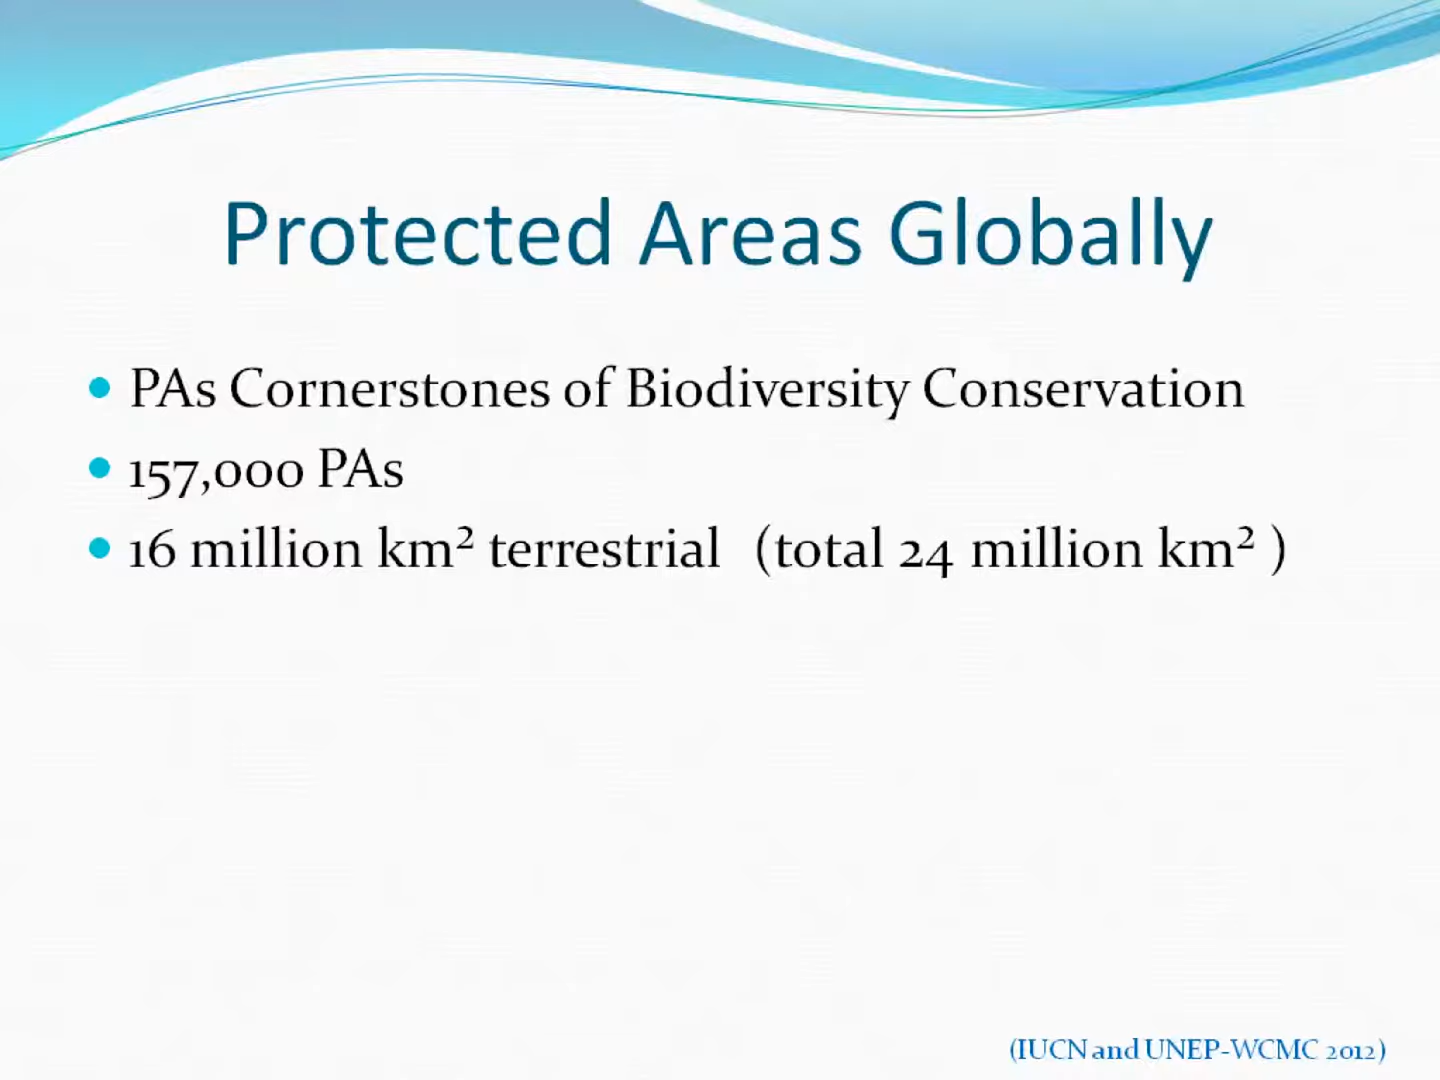 Protected Areas Globally
• PAs Cornerstones of Biodiversity Conservation
• 157,000 PAs
• 16 million km² terrestrial (total 24 million km² )
(IUCN and UNEP-WCMC 2012)